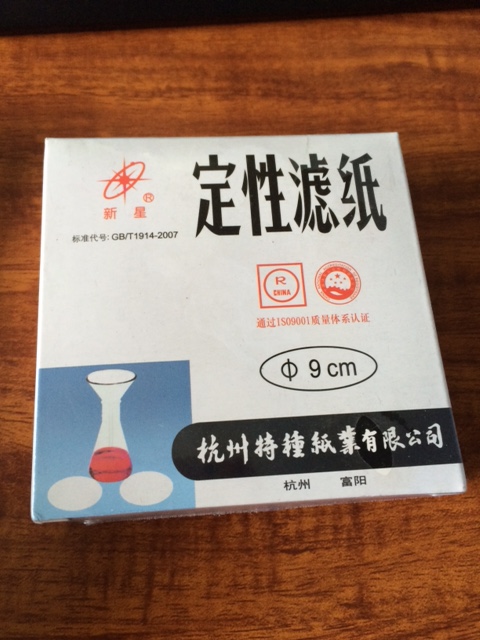 定性滤纸
®
新星
标准代号: GB/T1914-2007
R
CHINA
通过ISO9001质量体系认证
Φ 9 cm
杭州特種紙業有限公司
杭州 富阳